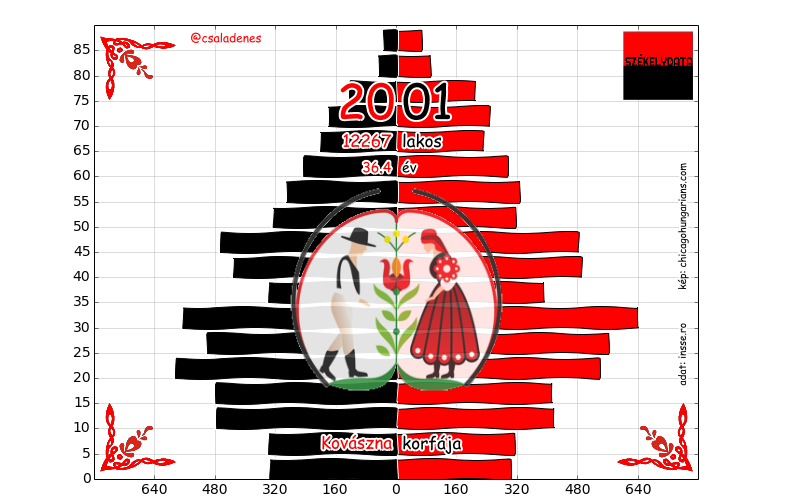 @csaladenes
SZÉKELYDATA
2001
12267 lakos
36.4 év
Kovászna korfája
kép: chicagohungarians.com
adat: insse.ro
85
80
75
70
65
60
55
50
45
40
35
30
25
20
15
10
5
0
640 480 320 160 0 160 320 480 640